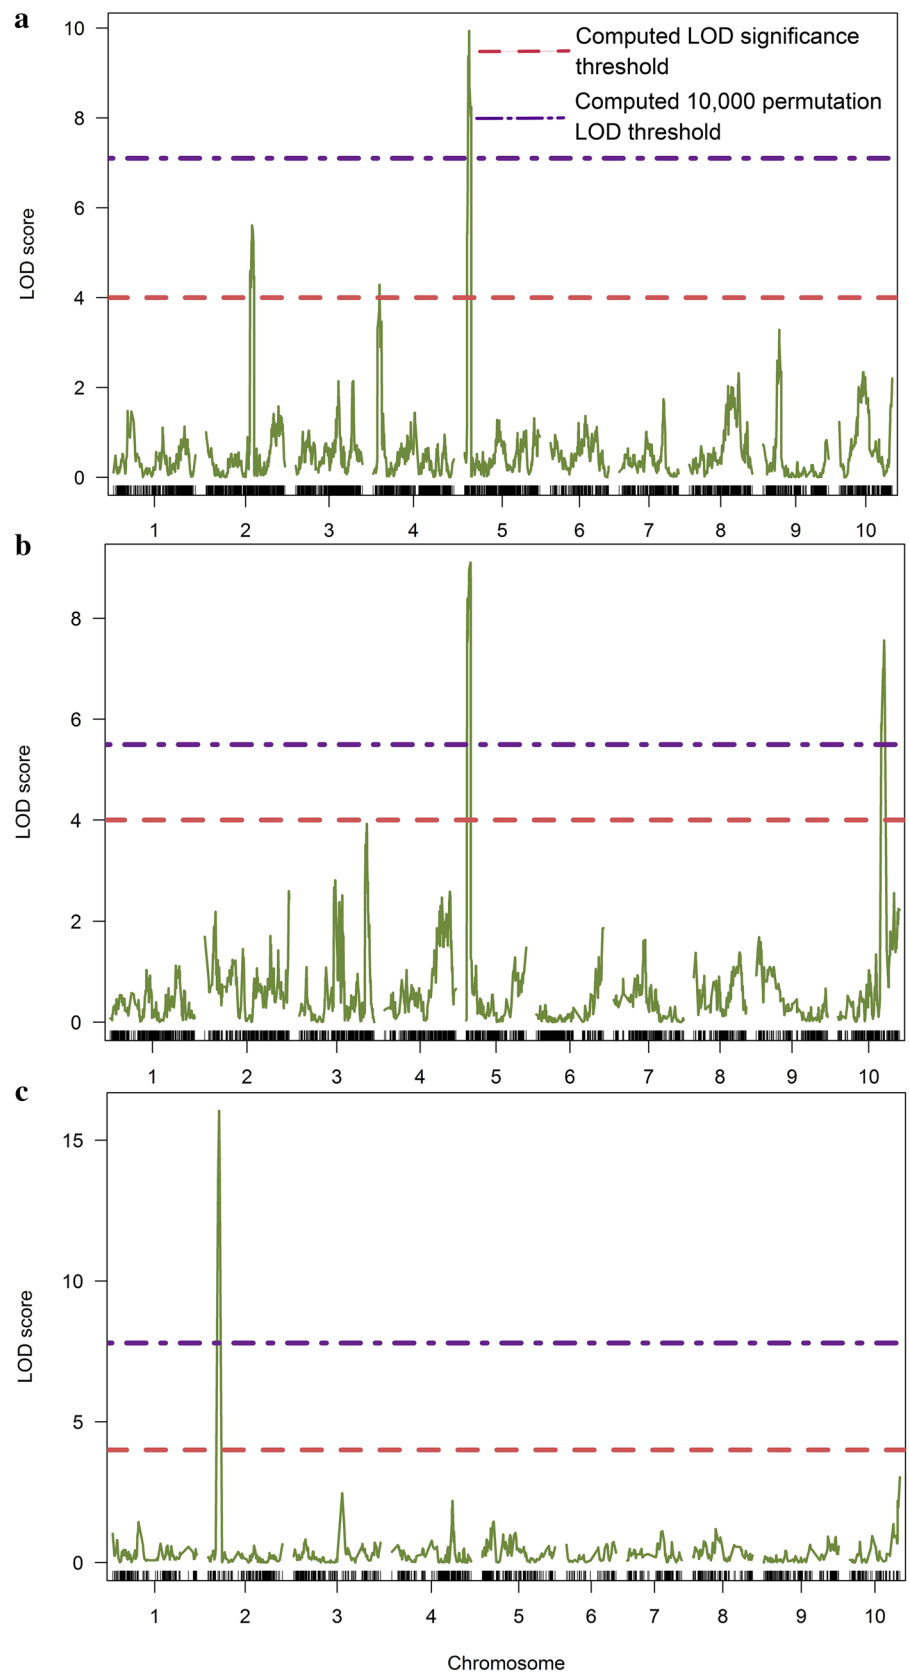 a
10
8
6
4
2
0
LOD score
Computed LOD significance
threshold
Computed 10,000 permutation
LOD threshold
1 2 3 4 5 6 7 8 9 10
b
8
6
4
2
0
LOD score
1 2 3 4 5 6 7 8 9 10
c
15
10
5
0
LOD score
1 2 3 4 5 6 7 8 9 10
Chromosome